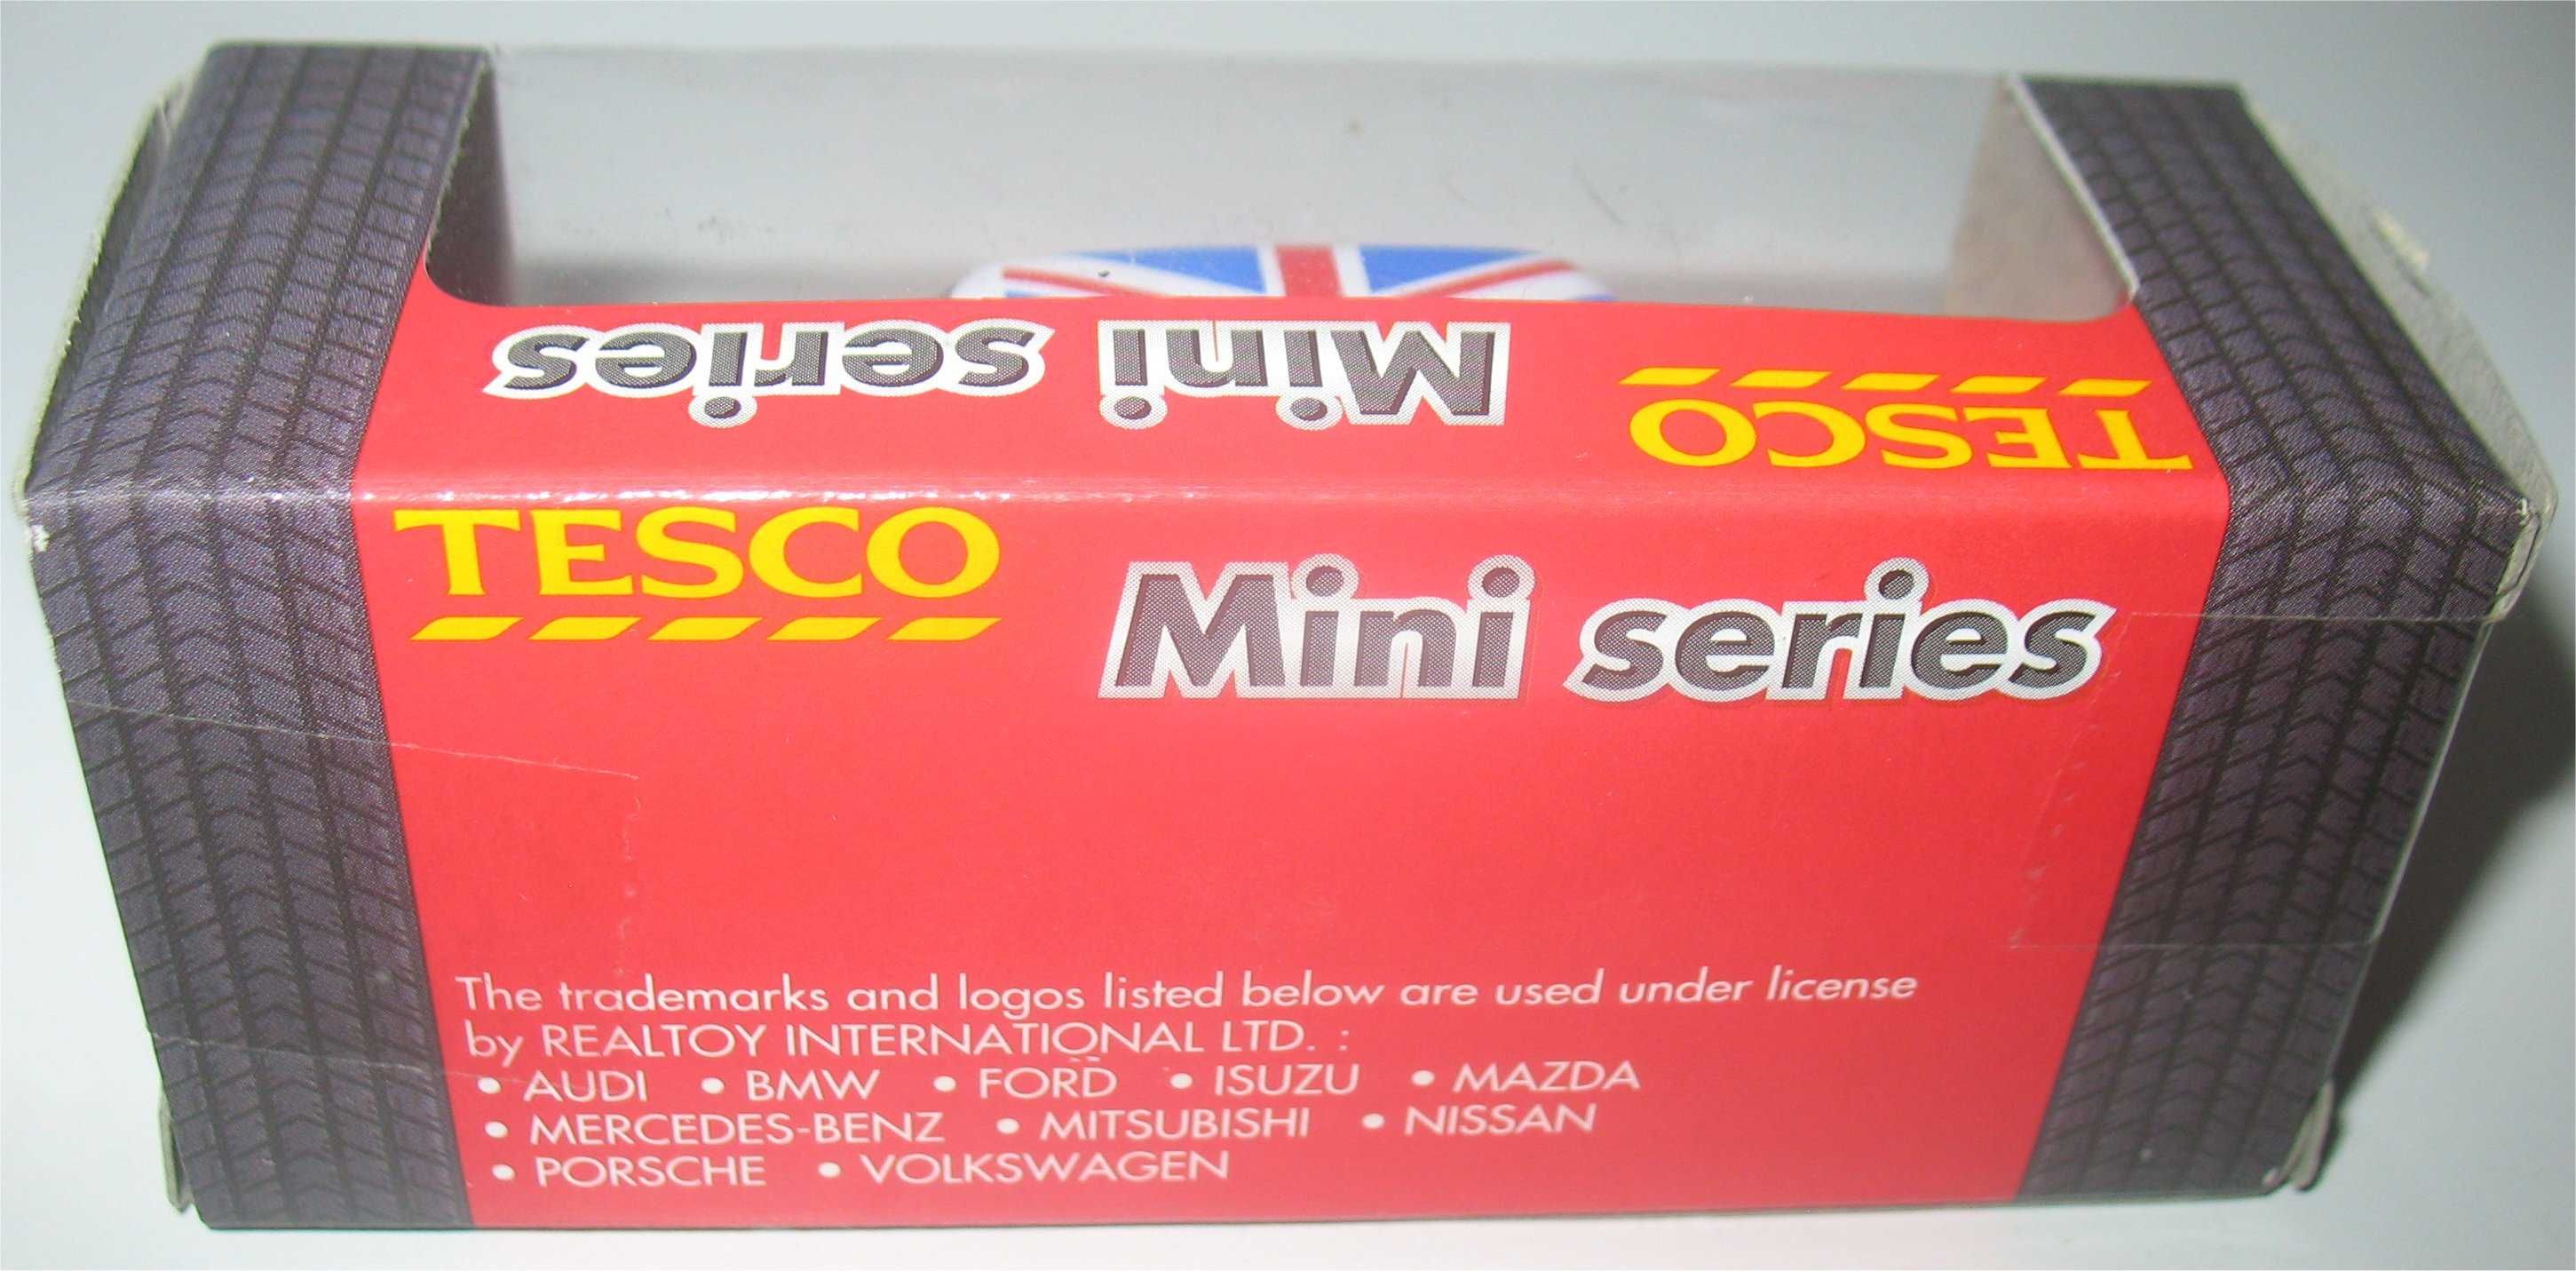 Mini series
TESCO
TESCO
Mini series
The trademarks and logos listed below are used under license
by REALTOY INTERNATIONAL LTD. :
• AUDI • BMW • FORD • ISUZU • MAZDA
• MERCEDES-BENZ • MITSUBISHI • NISSAN
• PORSCHE • VOLKSWAGEN